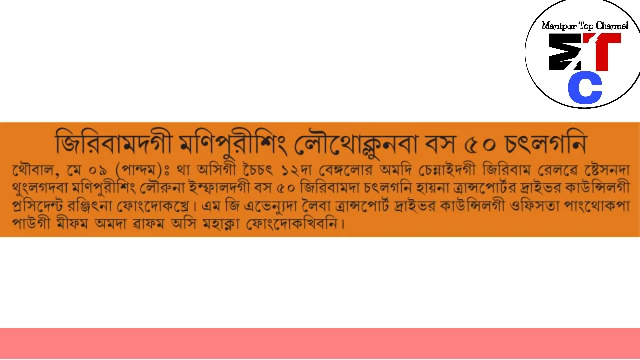 Manipur Top Channel
MTC
জিরিবামদগী মণিপুরীশিং লৌথোক্লুনবা বস ৫০ চৎলগনি
থৌবাল, মে ০৯ (পান্দম)ঃ থা অসিগী চৈচৎ ১২দা বেঙ্গলোর অমদি চেন্নাইদগী জিরিবাম রেলৱে ষ্টেসনদা
থুংলগদবা মণিপুরীশিং লৌরুনা ইম্ফালদগী বস ৫০ জিরিবামদা চৎলগনি হায়না ত্রান্সপোর্টর দ্রাইভর কাউন্সিলগী
প্রসিদেন্ট রঞ্জিৎনা ফোংদোকখ্রে। এম জি এভেন্যুদা লৈবা ত্রান্সপোর্ট দ্রাইভর কাউন্সিলগী ওফিসতা পাংথোকপা
পাউগী মীফম অমদা ৱাফম অসি মহাক্না ফোংদোকখিবনি।